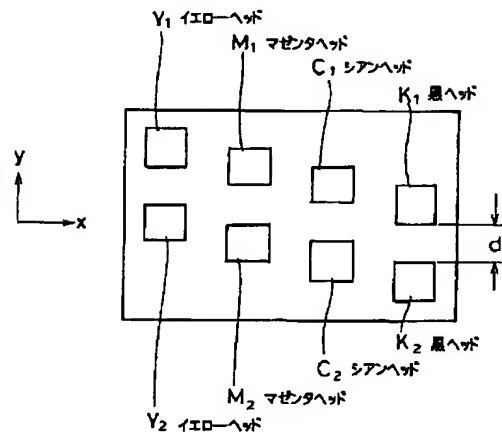 Y₁ イエローヘッド
M₁ マゼンタヘッド
C₁ シアンヘッド
K₁ 黒ヘッド
y
x
d
K₂ 黒ヘッド
C₂ シアンヘッド
M₂ マゼンタヘッド
Y₂ イエローヘッド